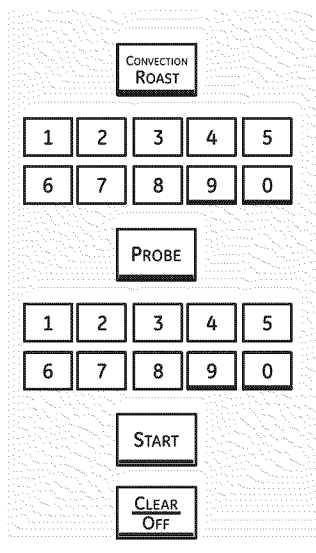 CONVECTION
ROAST
1 2 3 4 5
6 7 8 9 0
PROBE
1 2 3 4 5
6 7 8 9 0
START
CLEAR
OFF